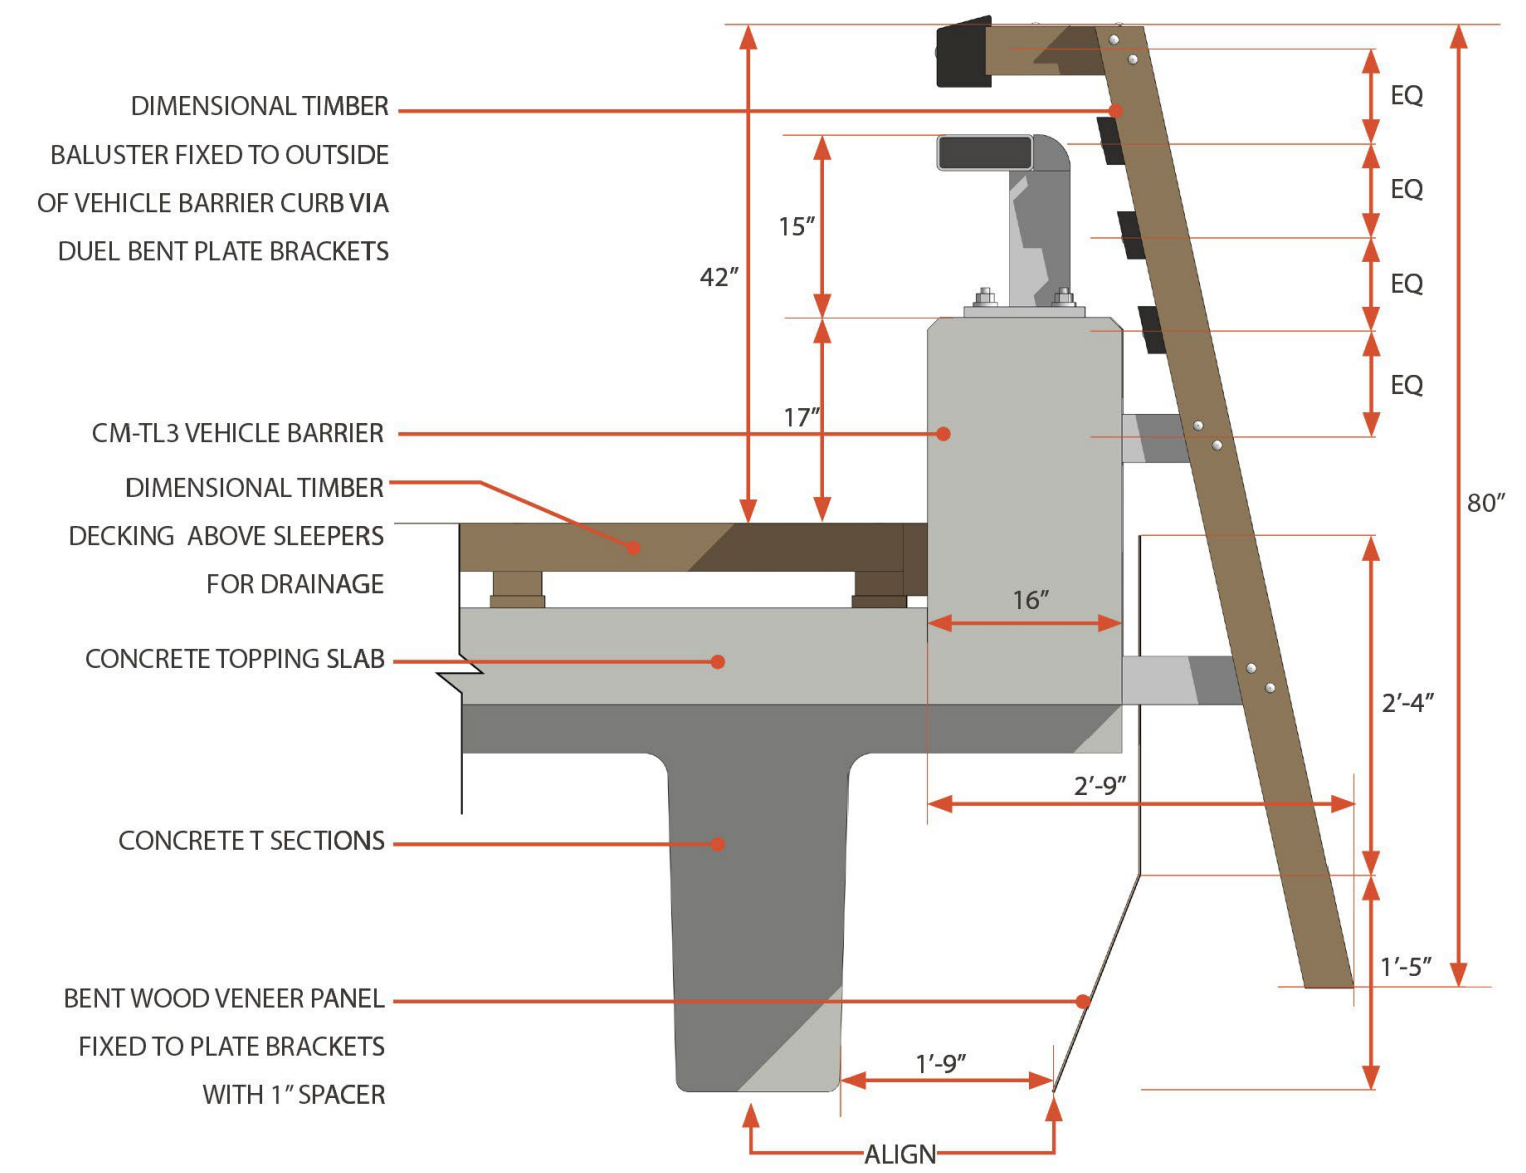 DIMENSIONAL TIMBER
BALUSTER FIXED TO OUTSIDE
OF VEHICLE BARRIER CURB VIA
DUEL BENT PLATE BRACKETS
CM-TL3 VEHICLE BARRIER
DIMENSIONAL TIMBER
DECKING ABOVE SLEEPERS
FOR DRAINAGE
CONCRETE TOPPING SLAB
CONCRETE T SECTIONS
BENT WOOD VENEER PANEL
FIXED TO PLATE BRACKETS
WITH 1” SPACER
42”
15”
17”
16”
2’-9”
1’-9”
ALIGN
EQ
EQ
EQ
EQ
80”
2’-4”
1’-5”